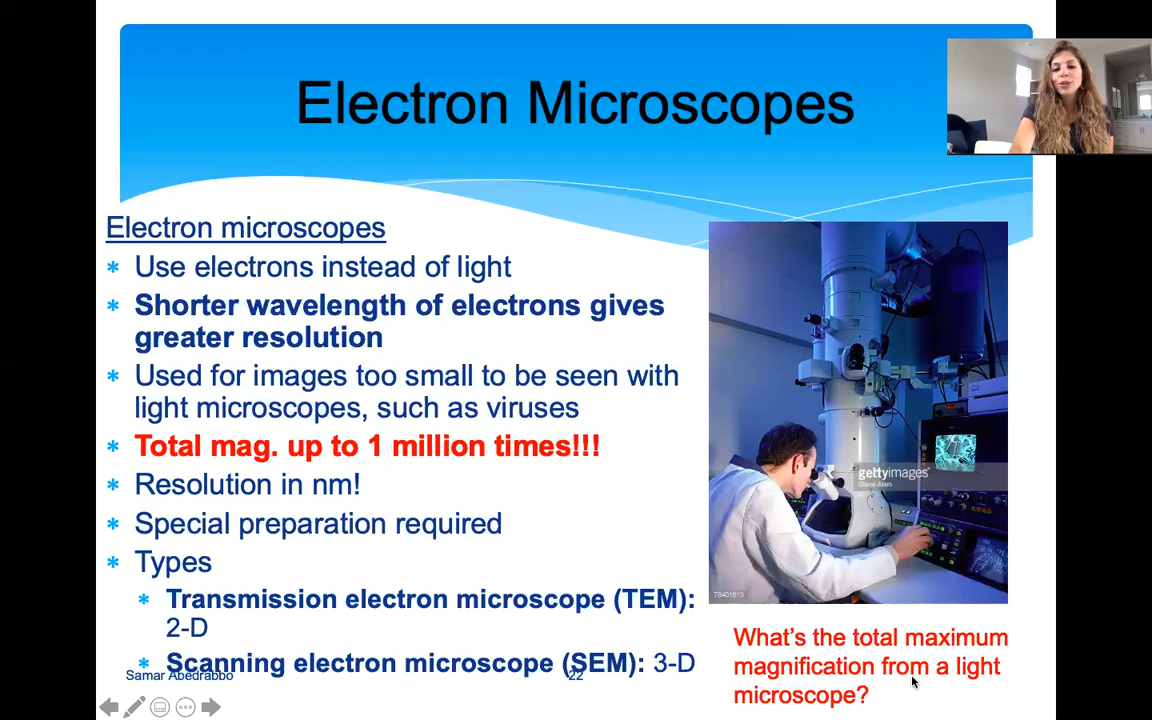 Electron Microscopes
Electron microscopes
* Use electrons instead of light
* Shorter wavelength of electrons gives
greater resolution
* Used for images too small to be seen with
light microscopes, such as viruses
* Total mag. up to 1 million times!!!
* Resolution in nm!
* Special preparation required
* Types
* Transmission electron microscope (TEM):
2-D
* Scanning electron microscope (SEM): 3-D
Samar Abedrabbo
22
gettyimages®
Steve Allen
78401613
What's the total maximum
magnification from a light
microscope?